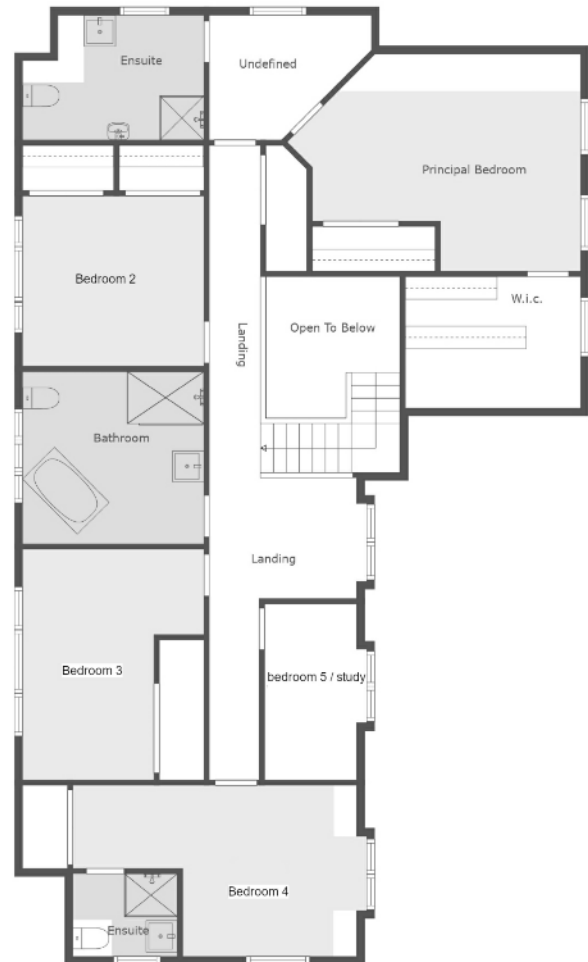 Ensuite
Undefined
Principal Bedroom
Bedroom 2
W.i.c.
Landing
Open To Below
Bathroom
Landing
Bedroom 3
bedroom 5 / study
Bedroom 4
Ensuite